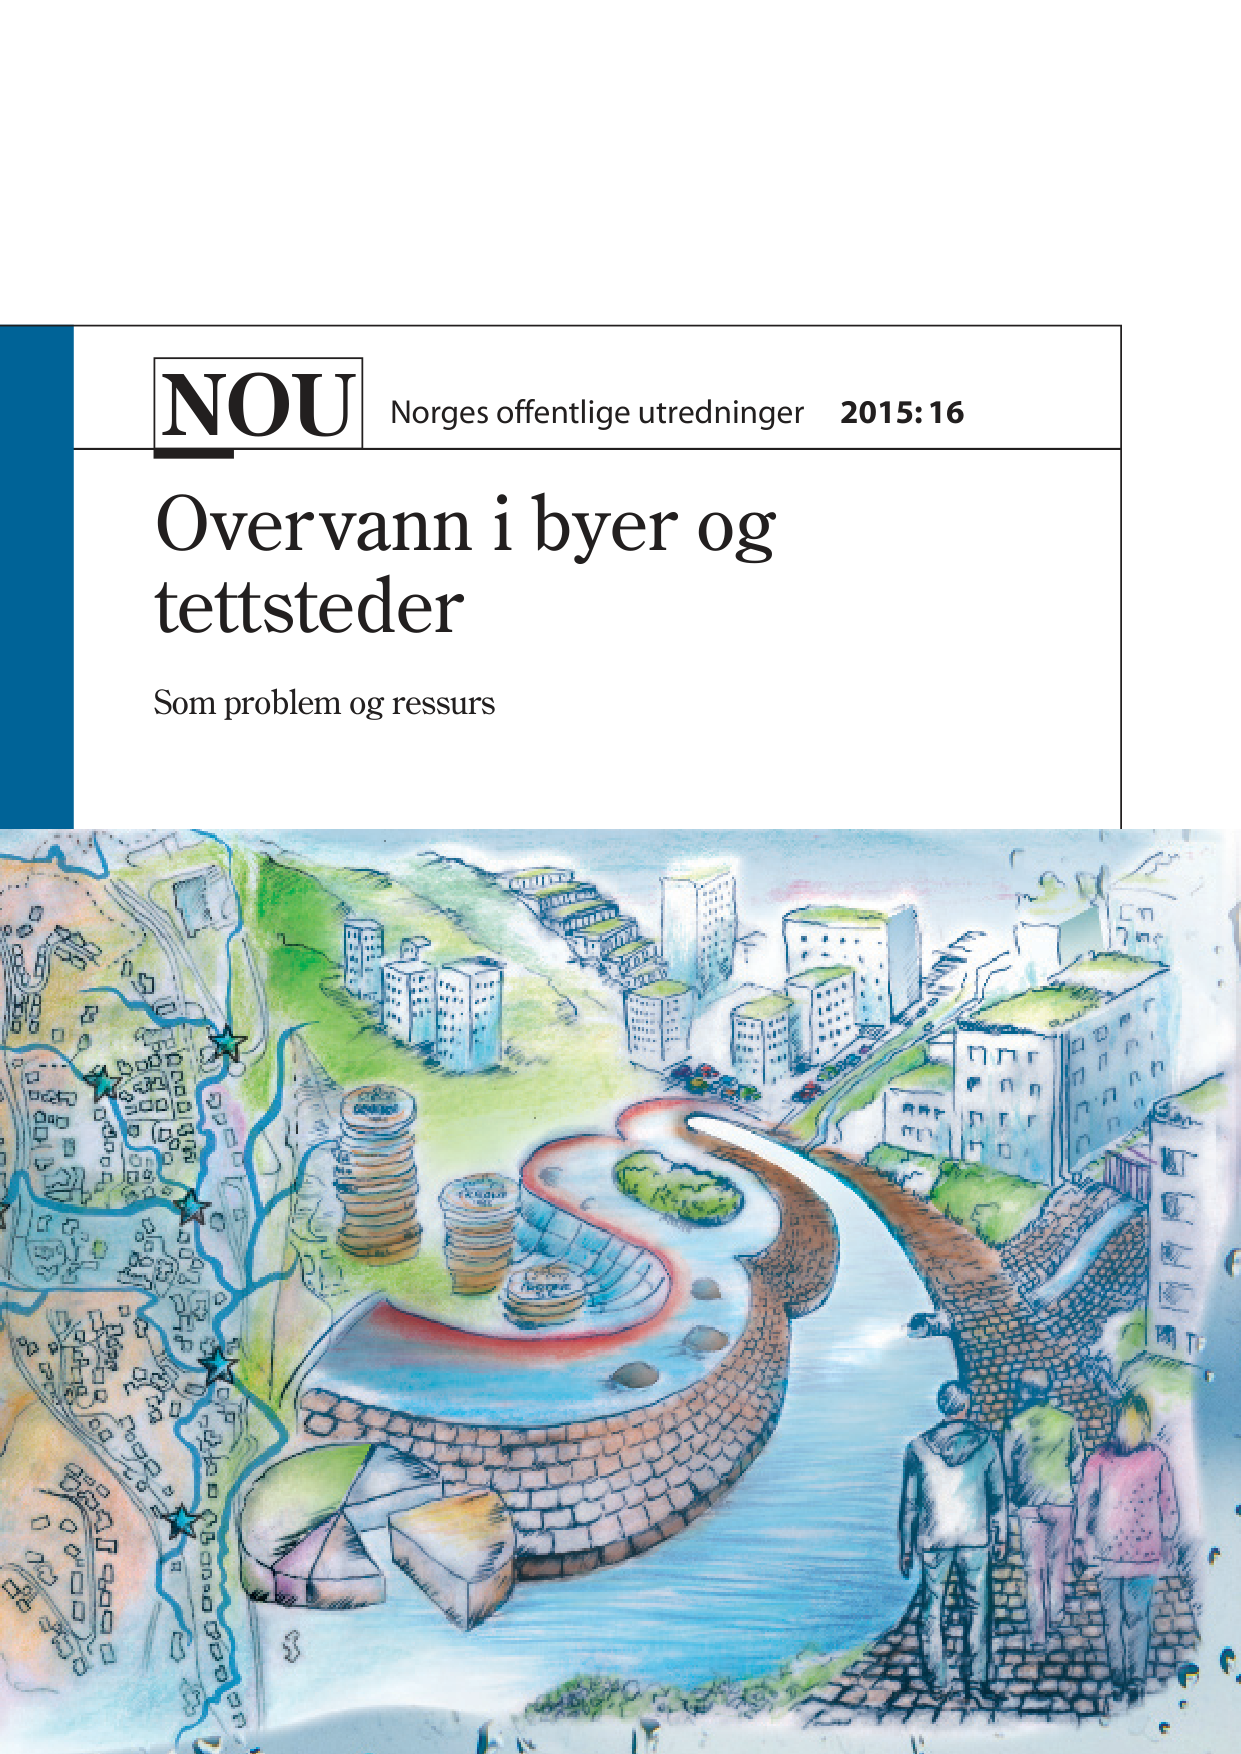 NOU
Norges offentlige utredninger 2015: 16
Overvann i byer og
tettsteder
Som problem og ressurs